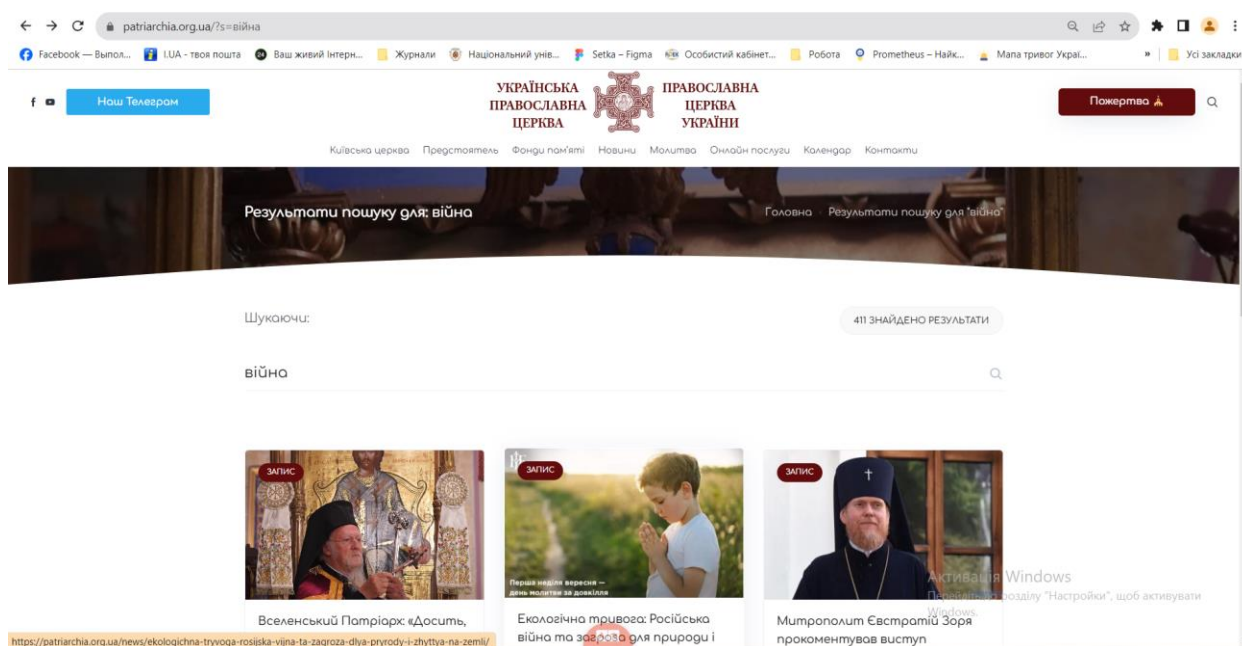 patriarchia.org.ua/?s=війна
Facebook — Выпол... I.UA - твоя пошта Ваш живий Інтерн... Журнали Національний унів... Setka – Figma Особистий кабінет... Робота Prometheus – Найк... Мапа тривог Украї... » Усі закладки
Наш Телеграм
УКРАЇНСЬКА
ПРАВОСЛАВНА
ЦЕРКВА
ПРАВОСЛАВНА
ЦЕРКВА
УКРАЇНИ
Пожертва
Київська церква Предстоятель Фонди пам'яті Новини Молитва Онлайн послуги Календар Контакти
Результати пошуку для: війна
Головна · Результати пошуку для "війна"
Шукаючи:
411 ЗНАЙДЕНО РЕЗУЛЬТАТИ
війна
ЗАПИС
ЗАПИС
ЗАПИС
Перша неділя вересня —
день молитви за довкілля
Вселенський Патріарх: «Досить,
Екологічна тривога: Російська
війна та загроза для природи і
Митрополит Євстратій Зоря
прокоментував виступ
Активація Windows
Перейдіть до розділу "Настройки", щоб активувати
Windows.
https://patriarchia.org.ua/news/ekologichna-tryvoga-rosijska-vijna-ta-zagroza-dlya-pryrody-i-zhyttya-na-zemli/